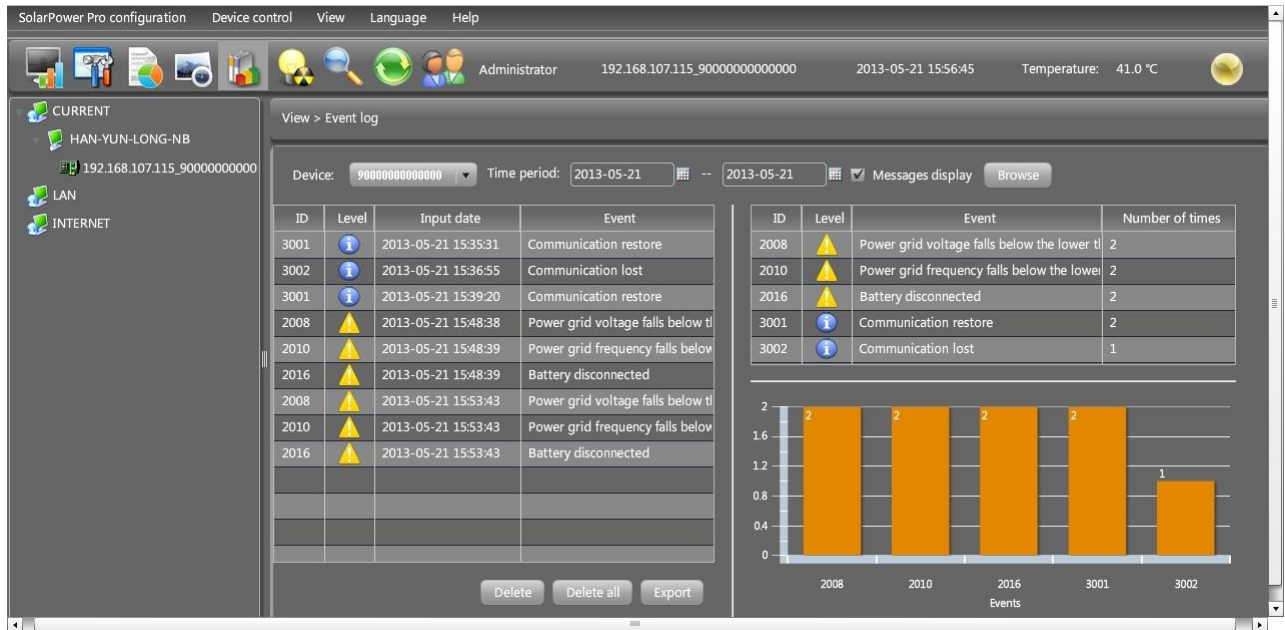 SolarPower Pro configuration Device control View Language Help
Administrator 192.168.107.115_90000000000000 2013-05-21 15:56:45 Temperature: 41.0 ℃
CURRENT
HAN-YUN-LONG-NB
192.168.107.115_90000000000
LAN
INTERNET
View > Event log
Device: 90000000000000 Time period: 2013-05-21 -- 2013-05-21 Messages display Browse
ID Level Input date Event
3001 2013-05-21 15:35:31 Communication restore
3002 2013-05-21 15:36:55 Communication lost
3001 2013-05-21 15:39:20 Communication restore
2008 2013-05-21 15:48:38 Power grid voltage falls below tl
2010 2013-05-21 15:48:39 Power grid frequency falls below
2016 2013-05-21 15:48:39 Battery disconnected
2008 2013-05-21 15:53:43 Power grid voltage falls below tl
2010 2013-05-21 15:53:43 Power grid frequency falls below
2016 2013-05-21 15:53:43 Battery disconnected
Delete Delete all Export
ID Level Event Number of times
2008 Power grid voltage falls below the lower tl 2
2010 Power grid frequency falls below the lower 2
2016 Battery disconnected 2
3001 Communication restore 2
3002 Communication lost 1
2 2 2 2 2
1.6
1.2 1
0.8
0.4
0
2008 2010 2016 3001 3002
Events